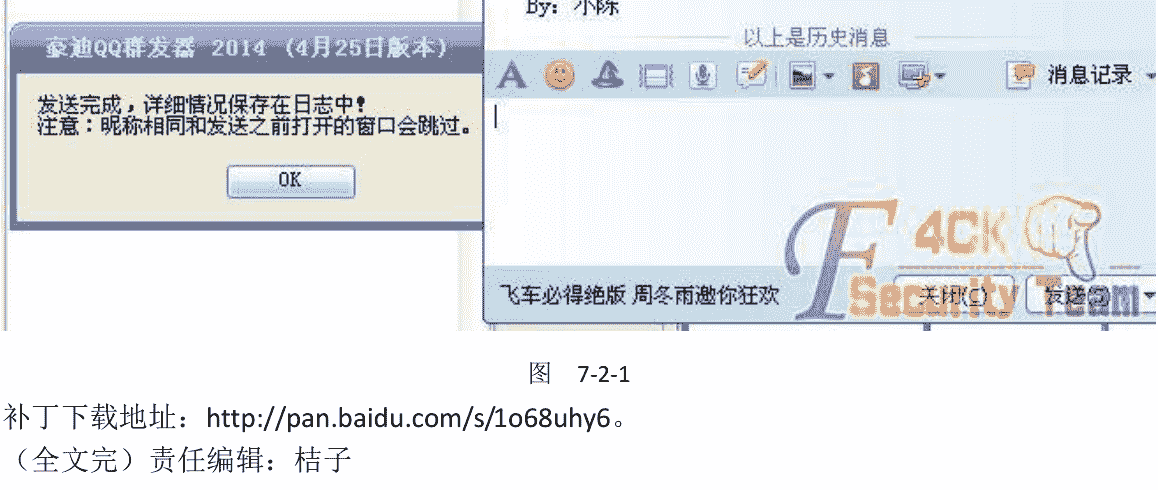 By：小陈
豪迪QQ群发器 2014 (4月25日版本)
以上是历史消息
消息记录
发送完成，详细情况保存在日志中！
注意：昵称相同和发送之前打开的窗口会跳过。
OK
F4CK
Security Team
飞车必得绝版 周冬雨邀你狂欢
关闭(C)
发送(S)
图 7-2-1
补丁下载地址：http://pan.baidu.com/s/1o68uhy6。
（全文完）责任编辑：桔子